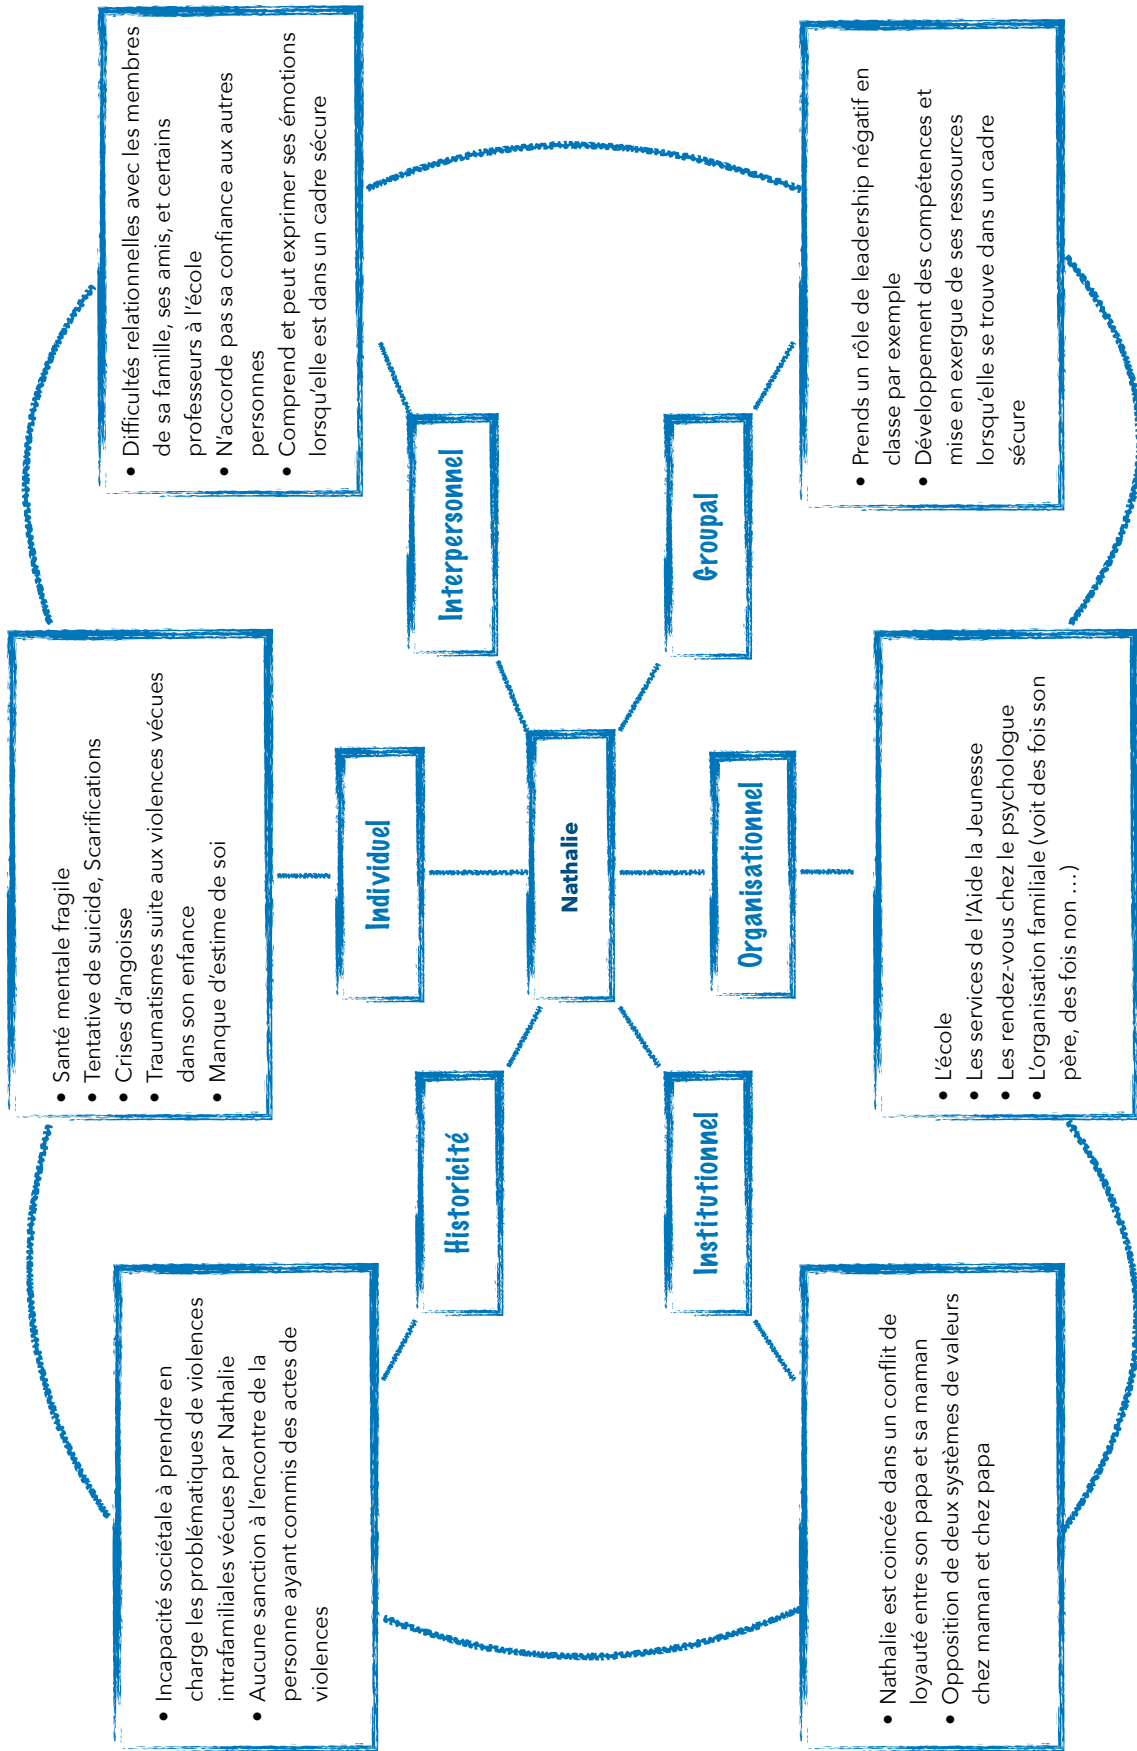 • Incapacité sociétale à prendre en
charge les problématiques de violences
intrafamiliales vécues par Nathalie
• Aucune sanction à l'encontre de la
personne ayant commis des actes de
violences
• Santé mentale fragile
• Tentative de suicide, Scarifications
• Crises d'angoisse
• Traumatismes suite aux violences vécues
dans son enfance
• Manque d'estime de soi
• Difficultés relationnelles avec les membres
de sa famille, ses amis, et certains
professeurs à l'école
• N'accorde pas sa confiance aux autres
personnes
• Comprend et peut exprimer ses émotions
lorsqu'elle est dans un cadre sécure
Historicité
Individuel
Interpersonnel
Nathalie
Institutionnel
Organisationnel
Groupal
• Nathalie est coincée dans un conflit de
loyauté entre son papa et sa maman
• Opposition de deux systèmes de valeurs
chez maman et chez papa
• L'école
• Les services de l'Aide la Jeunesse
• Les rendez-vous chez le psychologue
• L'organisation familiale (voit des fois son
père, des fois non ...)
• Prends un rôle de leadership négatif en
classe par exemple
• Développement des compétences et
mise en exergue de ses ressources
lorsqu'elle se trouve dans un cadre
sécure